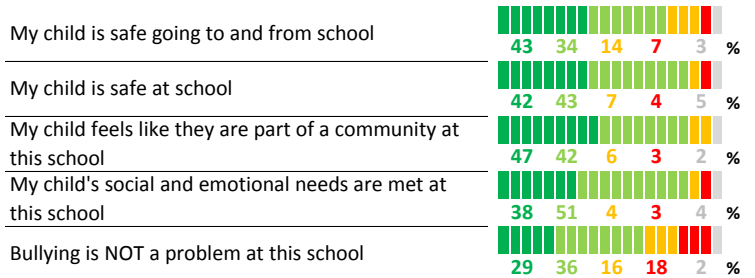 My child is safe going to and from school
43 34 14 7 3 %
My child is safe at school
42 43 7 4 5 %
My child feels like they are part of a community at
this school
47 42 6 3 2 %
My child's social and emotional needs are met at
this school
38 51 4 3 4 %
Bullying is NOT a problem at this school
29 36 16 18 2 %